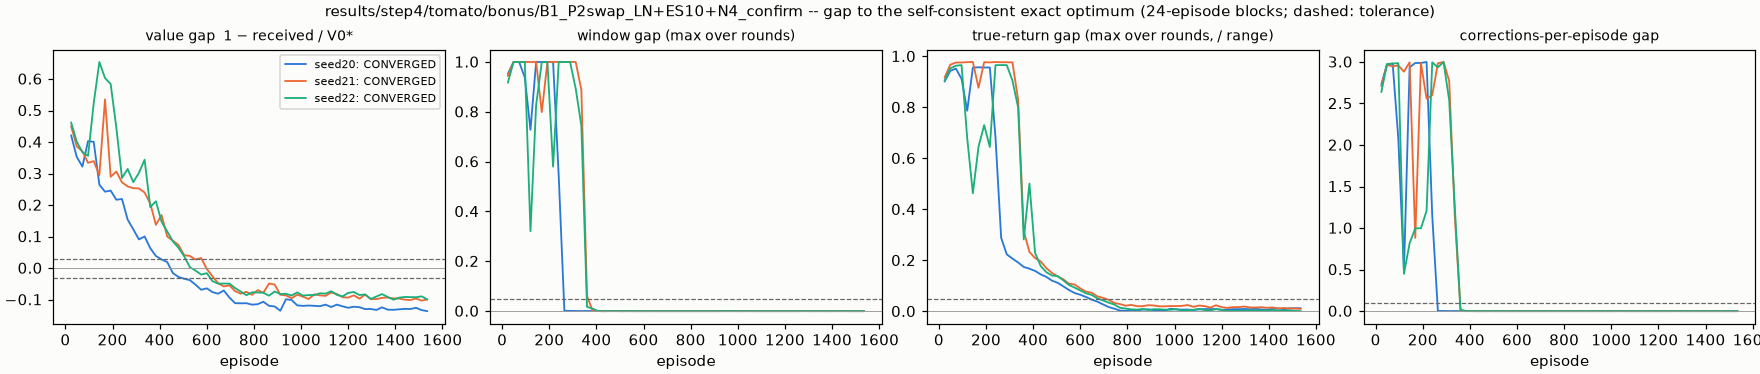 results/step4/tomato/bonus/B1_P2swap_LN+ES10+N4_confirm -- gap to the self-consistent exact optimum (24-episode blocks; dashed: tolerance)
value gap 1 − received / V0*
0.6
0.5
0.4
0.3
0.2
0.1
0.0
−0.1
seed20: CONVERGED
seed21: CONVERGED
seed22: CONVERGED
0 200 400 600 800 1000 1200 1400 1600
episode
window gap (max over rounds)
1.0
0.8
0.6
0.4
0.2
0.0
0 200 400 600 800 1000 1200 1400 1600
episode
true-return gap (max over rounds, / range)
1.0
0.8
0.6
0.4
0.2
0.0
0 200 400 600 800 1000 1200 1400 1600
episode
corrections-per-episode gap
3.0
2.5
2.0
1.5
1.0
0.5
0.0
0 200 400 600 800 1000 1200 1400 160
episode